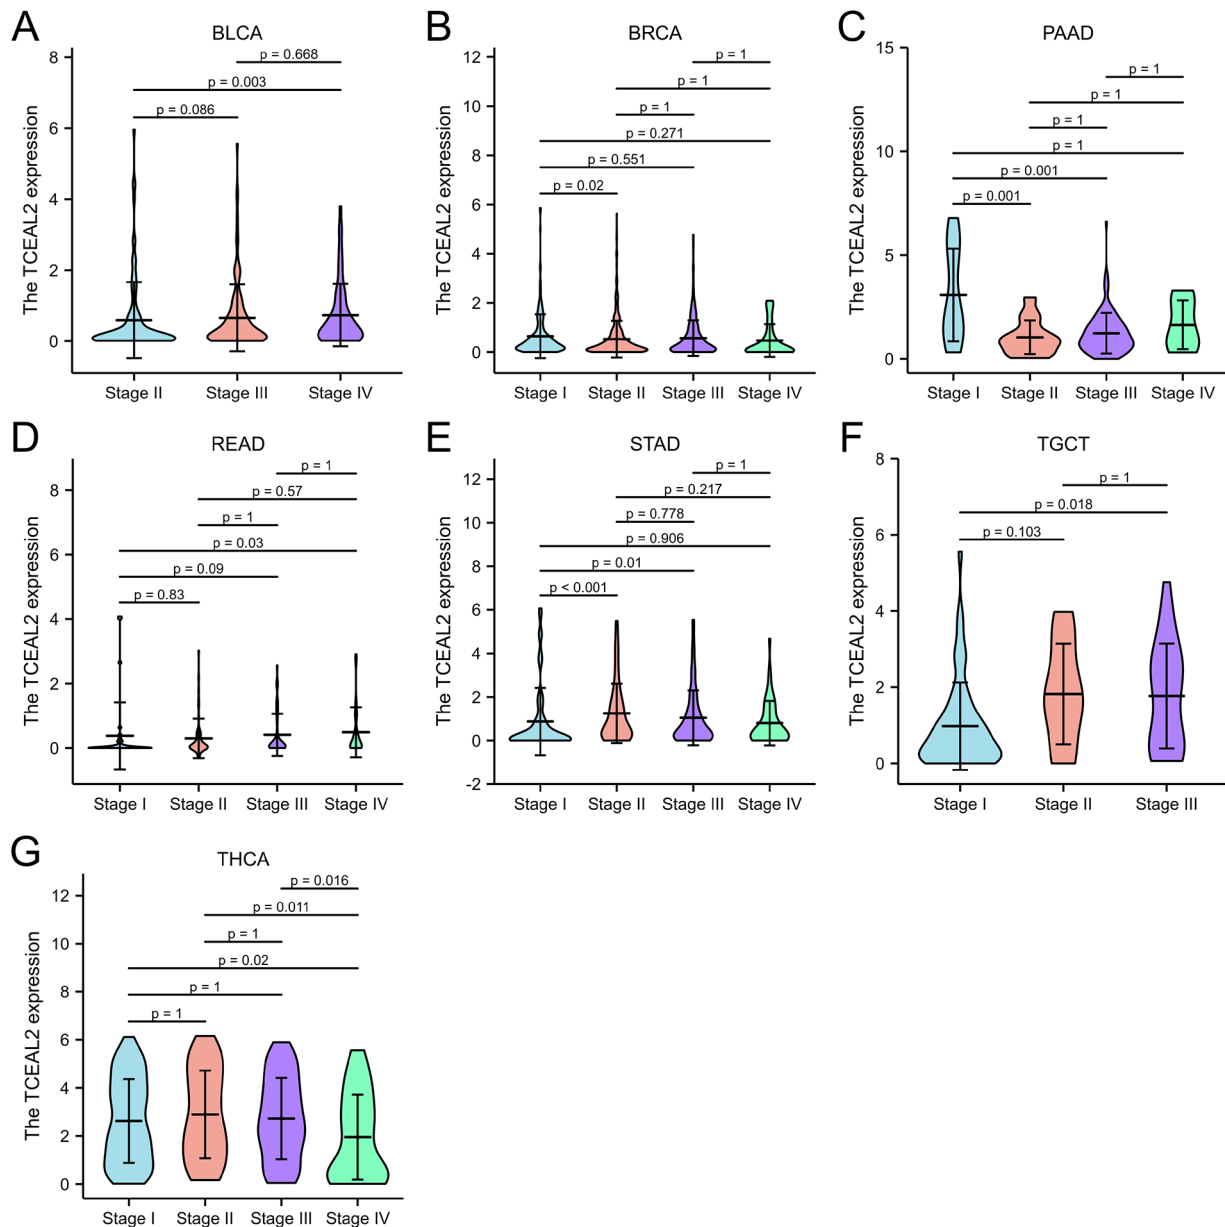 A
BLCA
The TCEAL2 expression
8
6
4
2
0
p = 0.668
p = 0.003
p = 0.086
Stage II
Stage III
Stage IV
B
BRCA
The TCEAL2 expression
12
10
8
6
4
2
0
p = 1
p = 1
p = 1
p = 0.271
p = 0.551
p = 0.02
Stage I
Stage II
Stage III
Stage IV
C
PAAD
The TCEAL2 expression
15
10
5
0
p = 1
p = 1
p = 1
p = 1
p = 0.001
p = 0.001
Stage I
Stage II
Stage III
Stage IV
D
READ
The TCEAL2 expression
8
6
4
2
0
p = 1
p = 0.57
p = 1
p = 0.03
p = 0.09
p = 0.83
Stage I
Stage II
Stage III
Stage IV
E
STAD
The TCEAL2 expression
12
10
8
6
4
2
0
-2
p = 1
p = 0.217
p = 0.778
p = 0.906
p = 0.01
p < 0.001
Stage I
Stage II
Stage III
Stage IV
F
TGCT
The TCEAL2 expression
8
6
4
2
0
p = 1
p = 0.018
p = 0.103
Stage I
Stage II
Stage III
G
THCA
The TCEAL2 expression
12
10
8
6
4
2
0
p = 0.016
p = 0.011
p = 1
p = 0.02
p = 1
p = 1
Stage I
Stage II
Stage III
Stage IV